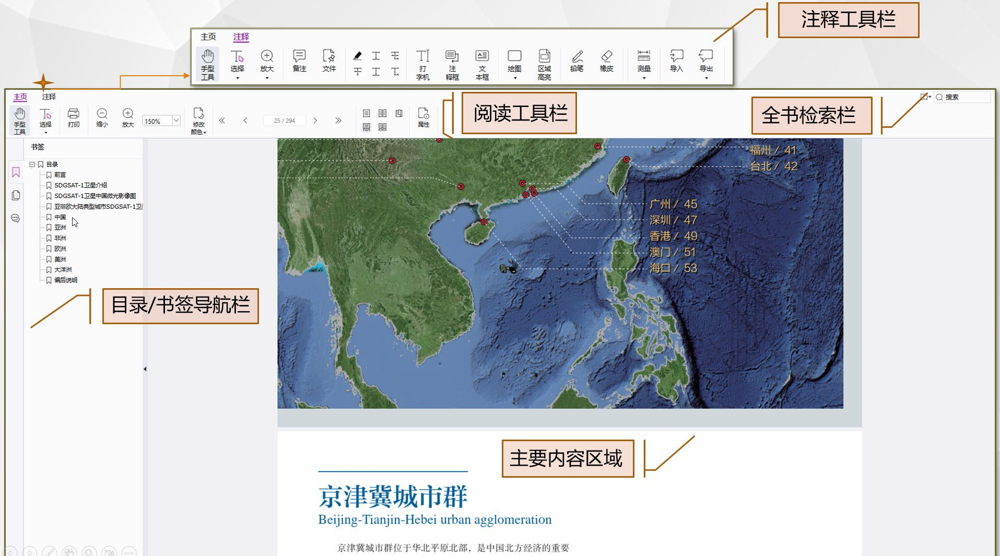 注释工具栏
主页 注释
手型工具 选择 放大 备注 文件 打字机 注释框 文本框 绘图 区域高亮 铅笔 橡皮 测量 导入 导出
主页 注释
搜索
手型工具 选择 打印 缩小 放大 150% 修改颜色 25 / 294 属性
阅读工具栏
全书检索栏
书签
目录
前言
SDGSAT-1卫星介绍
SDGSAT-1卫星中国微光影像图
亚非欧大陆典型城市SDGSAT-1卫
中国
亚洲
非洲
欧洲
美洲
大洋洲
编后说明
目录/书签导航栏
福州 / 41
台北 / 42
广州 / 45
深圳 / 47
香港 / 49
澳门 / 51
海口 / 53
主要内容区域
京津冀城市群
Beijing-Tianjin-Hebei urban agglomeration
京津冀城市群位于华北平原北部，是中国北方经济的重要